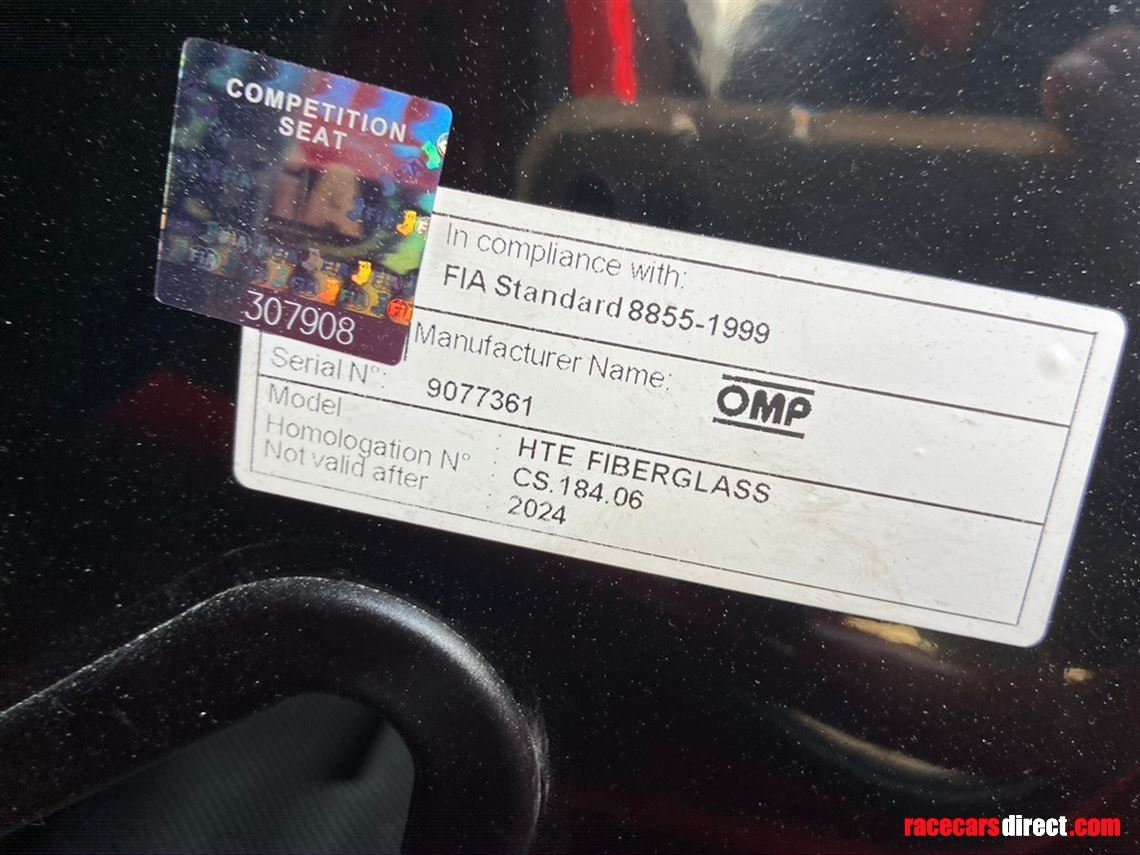 COMPETITION
SEAT
307908
In compliance with:
FIA Standard 8855-1999
Manufacturer Name:
OMP
Serial N°: 9077361
Model : HTE FIBERGLASS
Homologation N° : CS.184.06
Not valid after : 2024
racecarsdirect.com